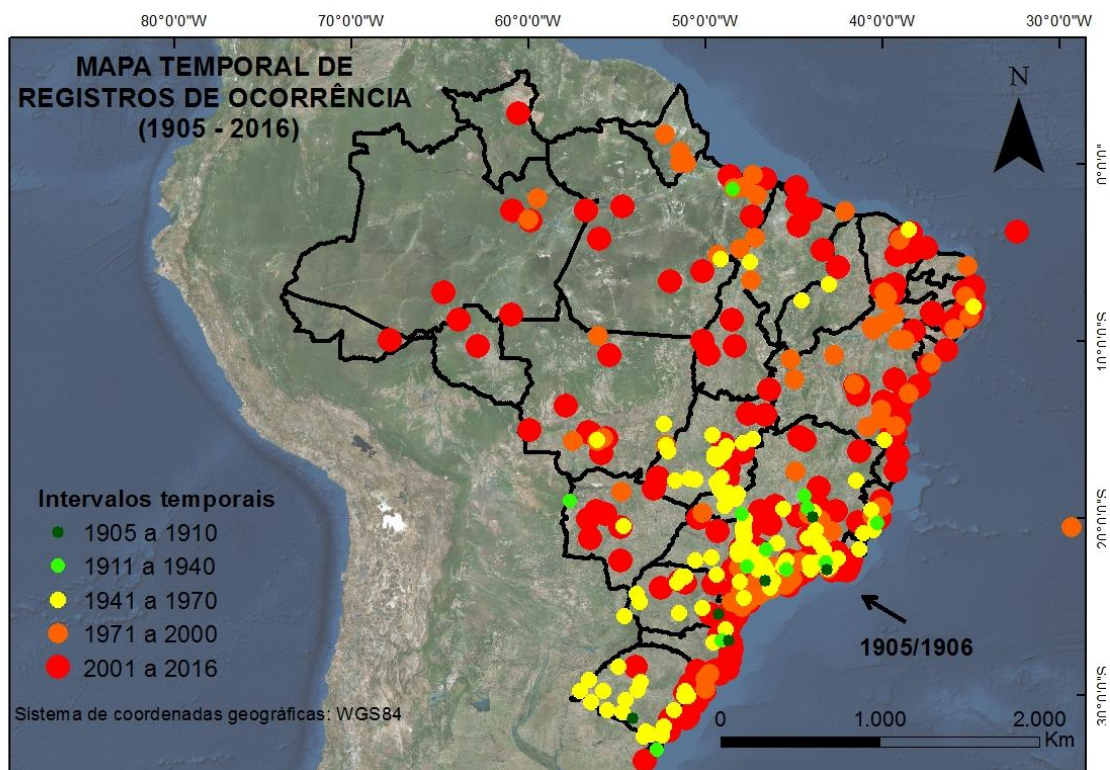 80°0'0"W 70°0'0"W 60°0'0"W 50°0'0"W 40°0'0"W 30°0'0"W
MAPA TEMPORAL DE
REGISTROS DE OCORRÊNCIA
(1905 - 2016)
N
0°0'0"
10°0'0"S
20°0'0"S
30°0'0"S
Intervalos temporais
1905 a 1910
1911 a 1940
1941 a 1970
1971 a 2000
2001 a 2016
1905/1906
Sistema de coordenadas geográficas: WGS84
0 1.000 2.000
Km